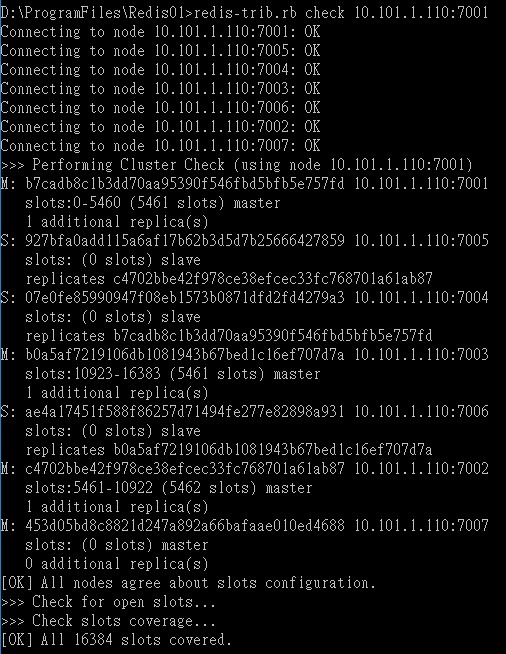 D:\ProgramFiles\Redis01>redis-trib.rb check 10.101.1.110:7001
Connecting to node 10.101.1.110:7001: OK
Connecting to node 10.101.1.110:7005: OK
Connecting to node 10.101.1.110:7004: OK
Connecting to node 10.101.1.110:7003: OK
Connecting to node 10.101.1.110:7006: OK
Connecting to node 10.101.1.110:7002: OK
Connecting to node 10.101.1.110:7007: OK
>>> Performing Cluster Check (using node 10.101.1.110:7001)
M: b7cadb8c1b3dd70aa95390f546fbd5bfb5e757fd 10.101.1.110:7001
slots:0-5460 (5461 slots) master
1 additional replica(s)
S: 927bfa0add115a6af17b62b3d5d7b25666427859 10.101.1.110:7005
slots: (0 slots) slave
replicates c4702bbe42f978ce38efcec33fc768701a61ab87
S: 07e0fe85990947f08eb1573b0871dfd2fd4279a3 10.101.1.110:7004
slots: (0 slots) slave
replicates b7cadb8c1b3dd70aa95390f546fbd5bfb5e757fd
M: b0a5af7219106db1081943b67bed1c16ef707d7a 10.101.1.110:7003
slots:10923-16383 (5461 slots) master
1 additional replica(s)
S: ae4a17451f588f86257d71494fe277e82898a931 10.101.1.110:7006
slots: (0 slots) slave
replicates b0a5af7219106db1081943b67bed1c16ef707d7a
M: c4702bbe42f978ce38efcec33fc768701a61ab87 10.101.1.110:7002
slots:5461-10922 (5462 slots) master
1 additional replica(s)
M: 453d05bd8c8821d247a892a66bafaae010ed4688 10.101.1.110:7007
slots: (0 slots) master
0 additional replica(s)
[OK] All nodes agree about slots configuration.
>>> Check for open slots...
>>> Check slots coverage...
[OK] All 16384 slots covered.